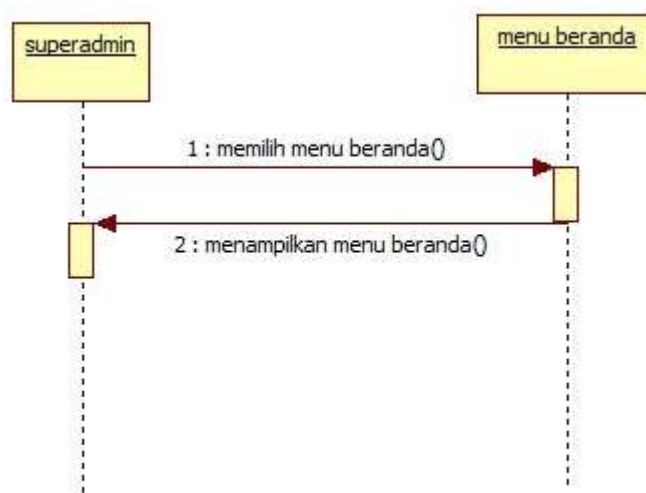 superadmin
menu beranda
1 : memilih menu beranda()
2 : menampilkan menu beranda()